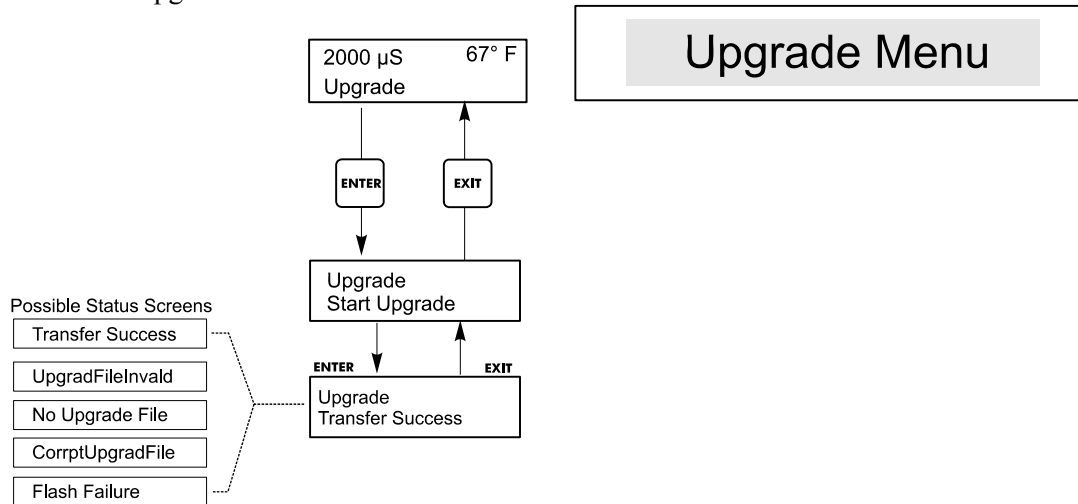 Upgrade Menu
2000 µS 67° F
Upgrade
ENTER
EXIT
Upgrade
Start Upgrade
ENTER
EXIT
Upgrade
Transfer Success
Possible Status Screens
Transfer Success
UpgradFileInvald
No Upgrade File
CorrptUpgradFile
Flash Failure